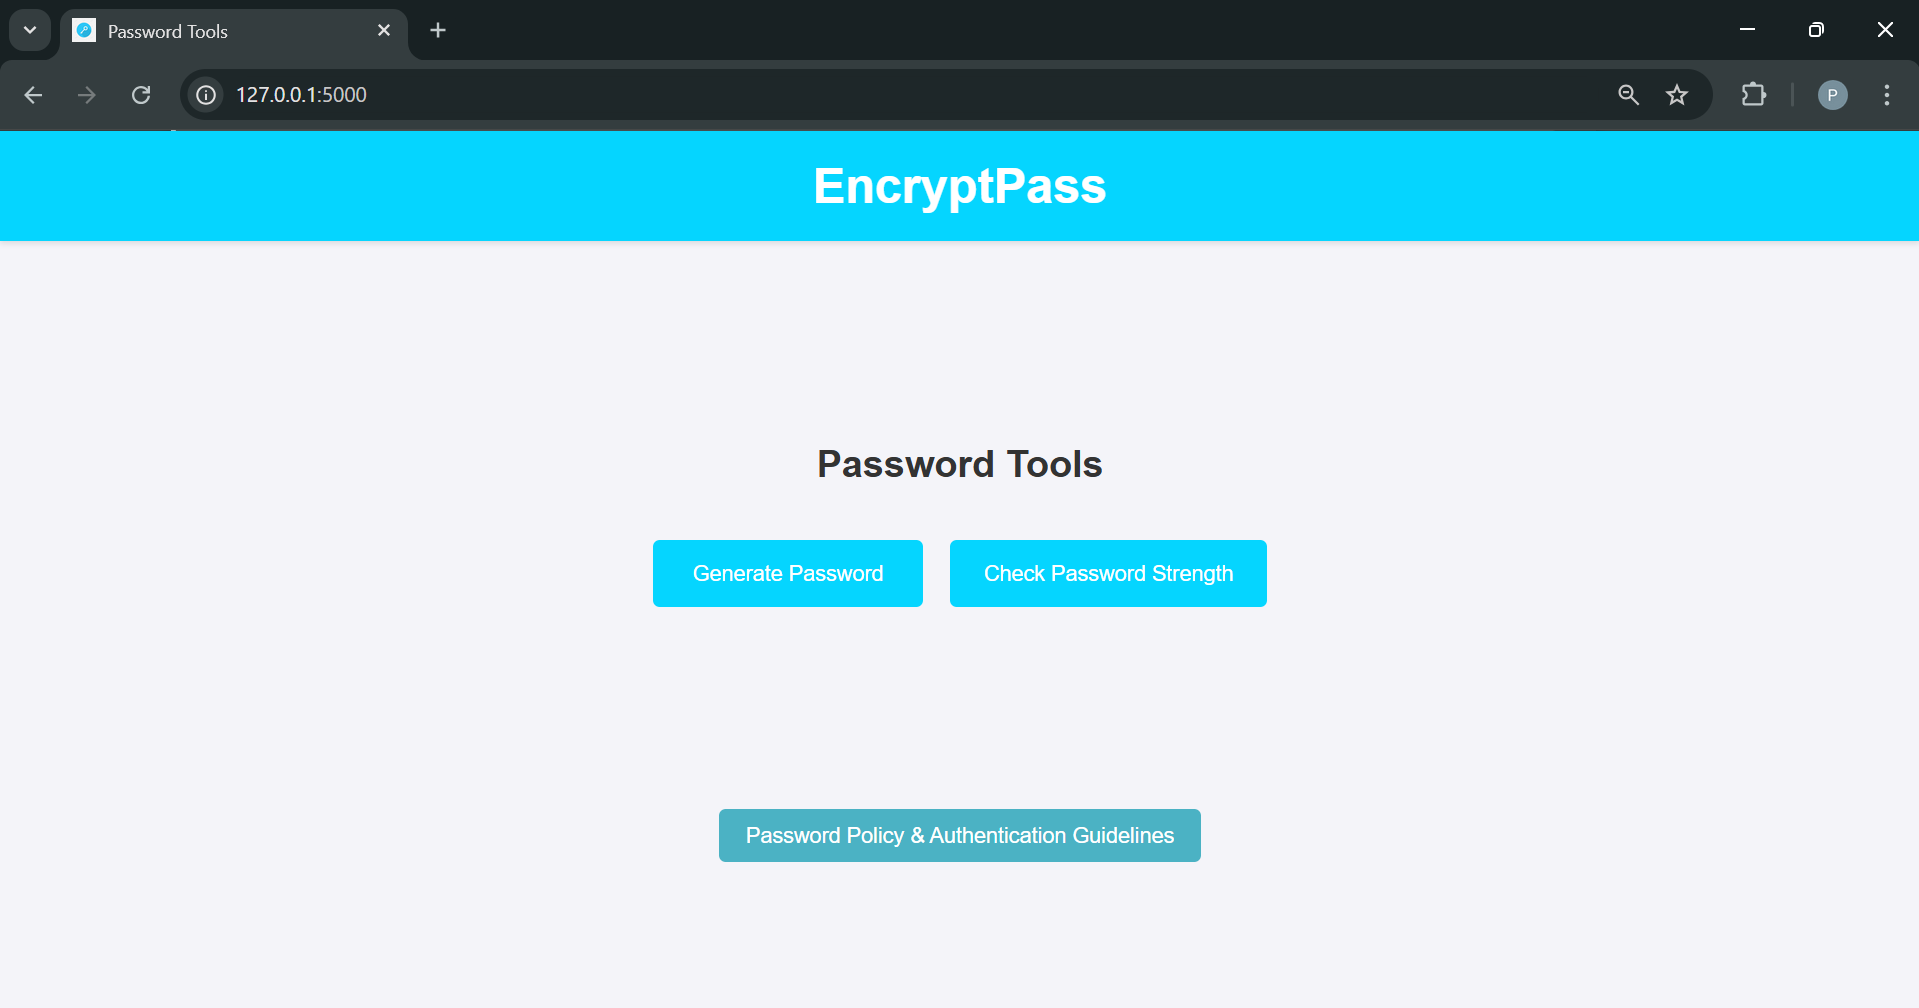 Password Tools
127.0.0.1:5000
P
EncryptPass
Password Tools
Generate Password
Check Password Strength
Password Policy & Authentication Guidelines